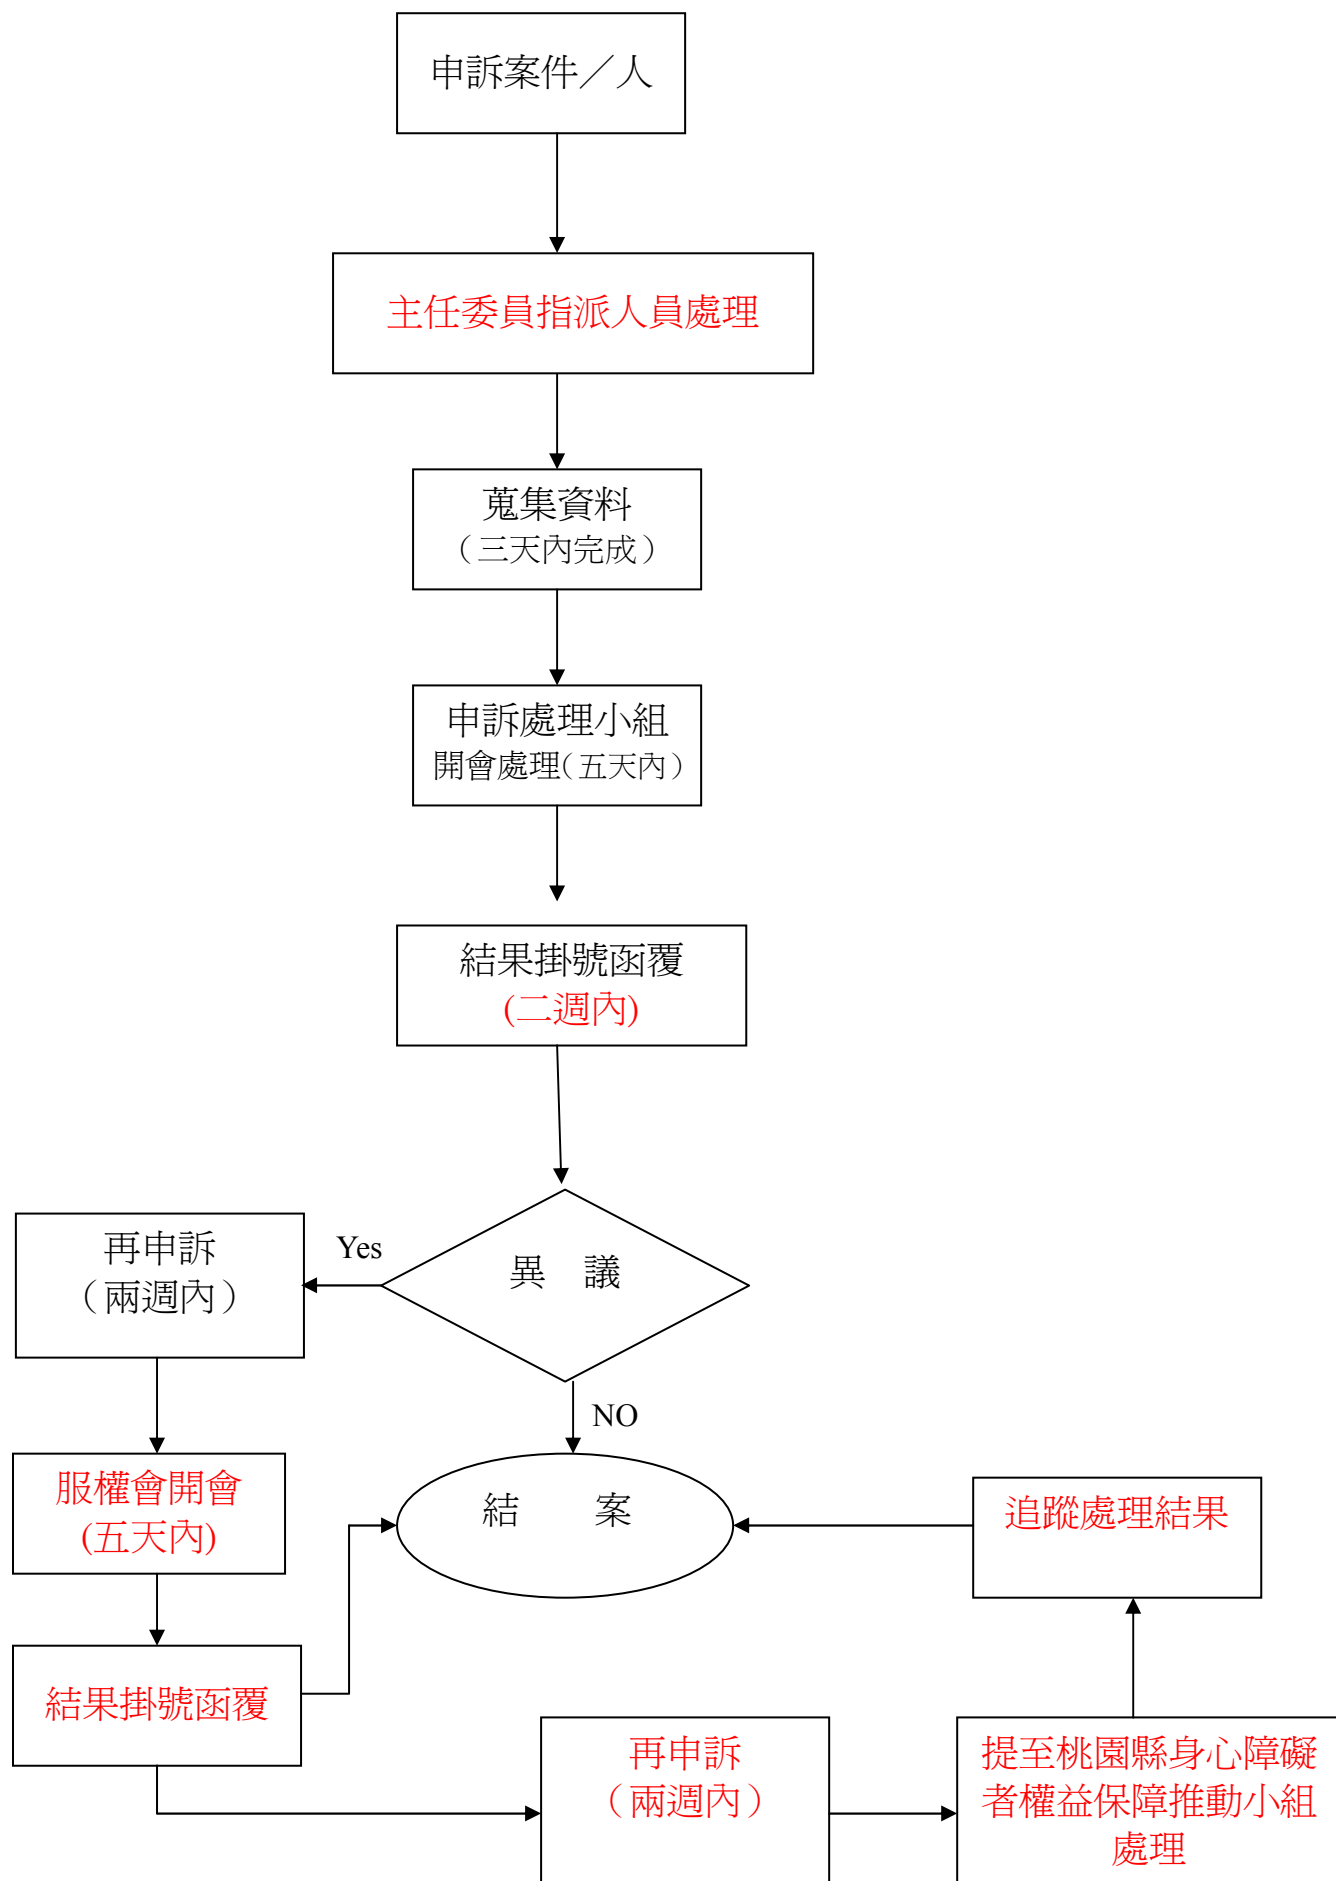 申訴案件／人
主任委員指派人員處理
蒐集資料
（三天內完成）
申訴處理小組
開會處理（五天內）
結果掛號函覆
(二週內)
異　議
Yes
再申訴
（兩週內）
NO
服權會開會
(五天內)
結　　案
追蹤處理結果
結果掛號函覆
再申訴
（兩週內）
提至桃園縣身心障礙
者權益保障推動小組
處理